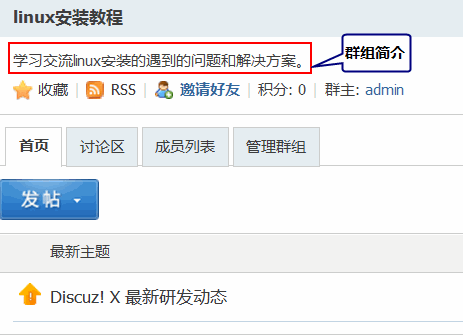 linux安装教程
学习交流linux安装的遇到的问题和解决方案。
群组简介
收藏 | RSS | 邀请好友 | 积分: 0 | 群主: admin
首页 讨论区 成员列表 管理群组
发帖
最新主题
Discuz! X 最新研发动态